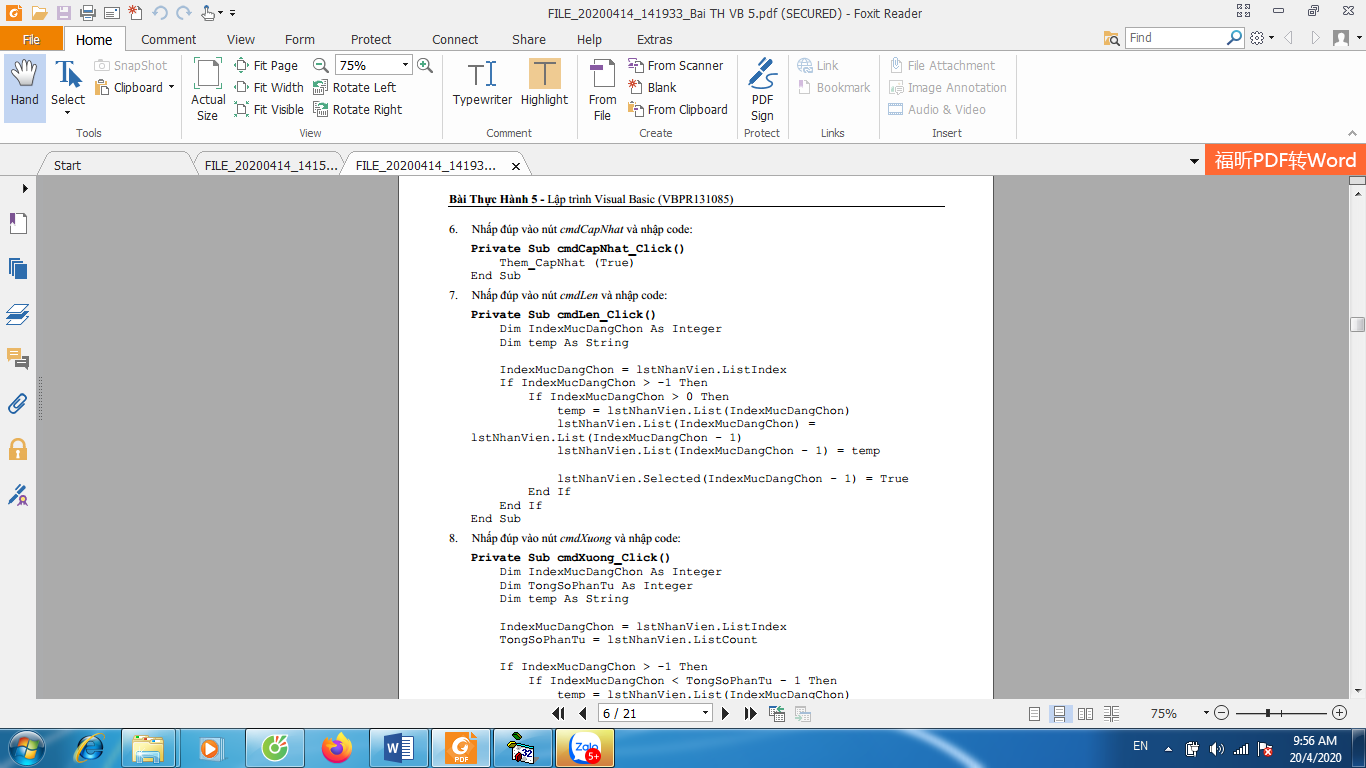 FILE_20200414_141933_Bai TH VB 5.pdf (SECURED) - Foxit Reader
File Home Comment View Form Protect Connect Share Help Extras Find
Hand
Select
SnapShot
Clipboard
Tools
Actual Size
Fit Page
Fit Width
Fit Visible
75%
Rotate Left
Rotate Right
View
Typewriter Highlight
Comment
From File
From Scanner
Blank
From Clipboard
Create
PDF Sign
Protect
Link
Bookmark
Links
File Attachment
Image Annotation
Audio & Video
Insert
Start FILE_20200414_1415... FILE_20200414_14193... 福昕PDF转Word
Bài Thực Hành 5 - Lập trình Visual Basic (VBPR131085)
6. Nhấp đúp vào nút cmdCapNhat và nhập code:
Private Sub cmdCapNhat_Click()
Them_CapNhat (True)
End Sub
7. Nhấp đúp vào nút cmdLen và nhập code:
Private Sub cmdLen_Click()
Dim IndexMucDangChon As Integer
Dim temp As String
IndexMucDangChon = lstNhanVien.ListIndex
If IndexMucDangChon > -1 Then
If IndexMucDangChon > 0 Then
temp = lstNhanVien.List(IndexMucDangChon)
lstNhanVien.List(IndexMucDangChon) =
lstNhanVien.List(IndexMucDangChon - 1)
lstNhanVien.List(IndexMucDangChon - 1) = temp
lstNhanVien.Selected(IndexMucDangChon - 1) = True
End If
End If
End Sub
8. Nhấp đúp vào nút cmdXuong và nhập code:
Private Sub cmdXuong_Click()
Dim IndexMucDangChon As Integer
Dim TongSoPhanTu As Integer
Dim temp As String
IndexMucDangChon = lstNhanVien.ListIndex
TongSoPhanTu = lstNhanVien.ListCount
If IndexMucDangChon > -1 Then
If IndexMucDangChon < TongSoPhanTu - 1 Then
temp = lstNhanVien.List(IndexMucDangChon)
6 / 21 75%
PDF 32 Zalo 5+ EN 9:56 AM
20/4/2020